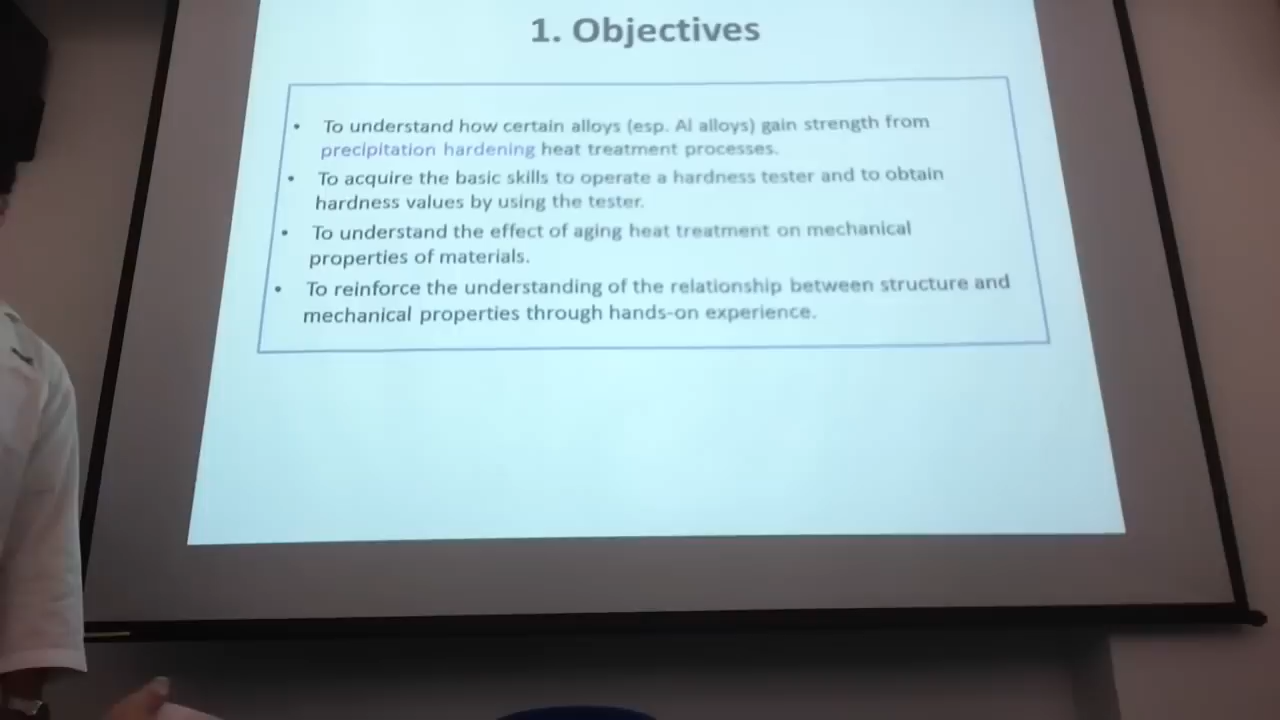 1. Objectives
• To understand how certain alloys (esp. Al alloys) gain strength from
precipitation hardening heat treatment processes.
• To acquire the basic skills to operate a hardness tester and to obtain
hardness values by using the tester.
• To understand the effect of aging heat treatment on mechanical
properties of materials.
• To reinforce the understanding of the relationship between structure and
mechanical properties through hands-on experience.